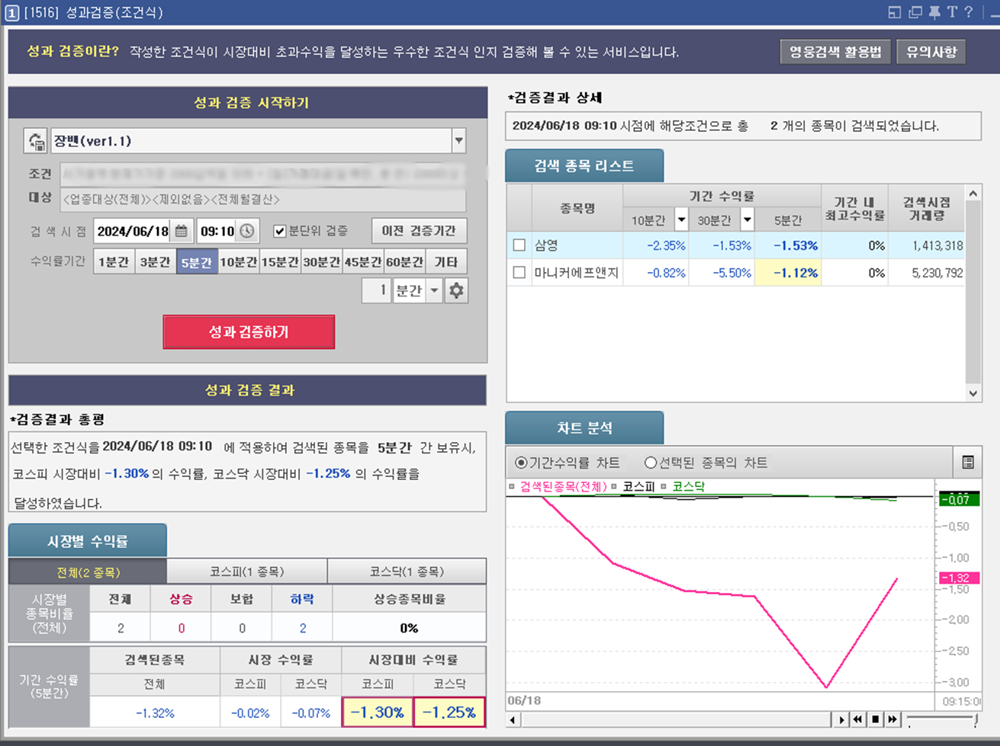 1 [1516] 성과검증(조건식)
T ?
성과 검증이란? 작성한 조건식이 시장대비 초과수익을 달성하는 우수한 조건식 인지 검증해 볼 수 있는 서비스입니다.
영웅검색 활용법 유의사항
성과 검증 시작하기
장밴(ver1.1)
조건
대상 <업종대상(전체)><제외없음><전체월결산>
검 색 시 점 2024/06/18 09:10 분단위 검증 이전 검증기간
수익률기간 1분간 3분간 5분간 10분간 15분간 30분간 45분간 60분간 기타
1 분간
성과 검증하기
성과 검증 결과
*검증결과 총평
선택한 조건식을 2024/06/18 09:10 에 적용하여 검색된 종목을 5분간 간 보유시,
코스피 시장대비 -1.30% 의 수익률, 코스닥 시장대비 -1.25% 의 수익률을
달성하였습니다.
시장별 수익률
전체(2 종목) 코스피(1 종목) 코스닥(1 종목)
시장별
종목비율
(전체)
전체 상승 보합 하락 상승종목비율
2 0 0 2 0%
기간 수익률
(5분간)
검색된종목 시장 수익률 시장대비 수익률
전체 코스피 코스닥 코스피 코스닥
-1.32% -0.02% -0.07% -1.30% -1.25%
*검증결과 상세
2024/06/18 09:10 시점에 해당조건으로 총 2 개의 종목이 검색되었습니다.
검색 종목 리스트
종목명 기간 수익률 기간 내 최고수익률 검색시점 거래량
10분간 30분간 5분간
삼영 -2.35% -1.53% -1.53% 0% 1,413,318
마니커에프앤지 -0.82% -5.50% -1.12% 0% 5,230,792
차트 분석
기간수익률 차트 선택된 종목의 차트
검색된종목(전체) 코스피 코스닥
-0.07
-0.50
-1.00
-1.32
-1.50
-2.00
-2.50
-3.00
06/18 09:15:0